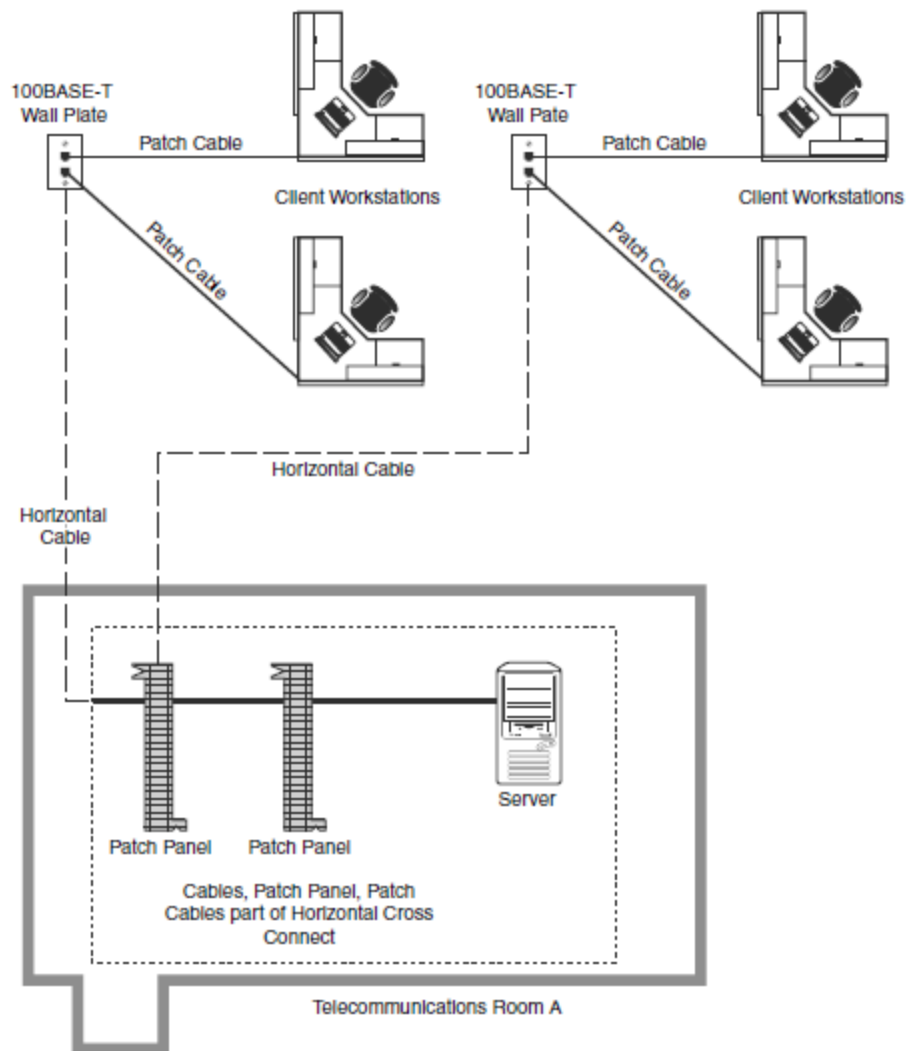 100BASE-T
Wall Plate
Patch Cable
Client Workstations
Patch Cable
100BASE-T
Wall Pate
Patch Cable
Client Workstations
Patch Cable
Horizontal Cable
Horizontal
Cable
Server
Patch Panel
Patch Panel
Cables, Patch Panel, Patch
Cables part of Horizontal Cross
Connect
Telecommunications Room A